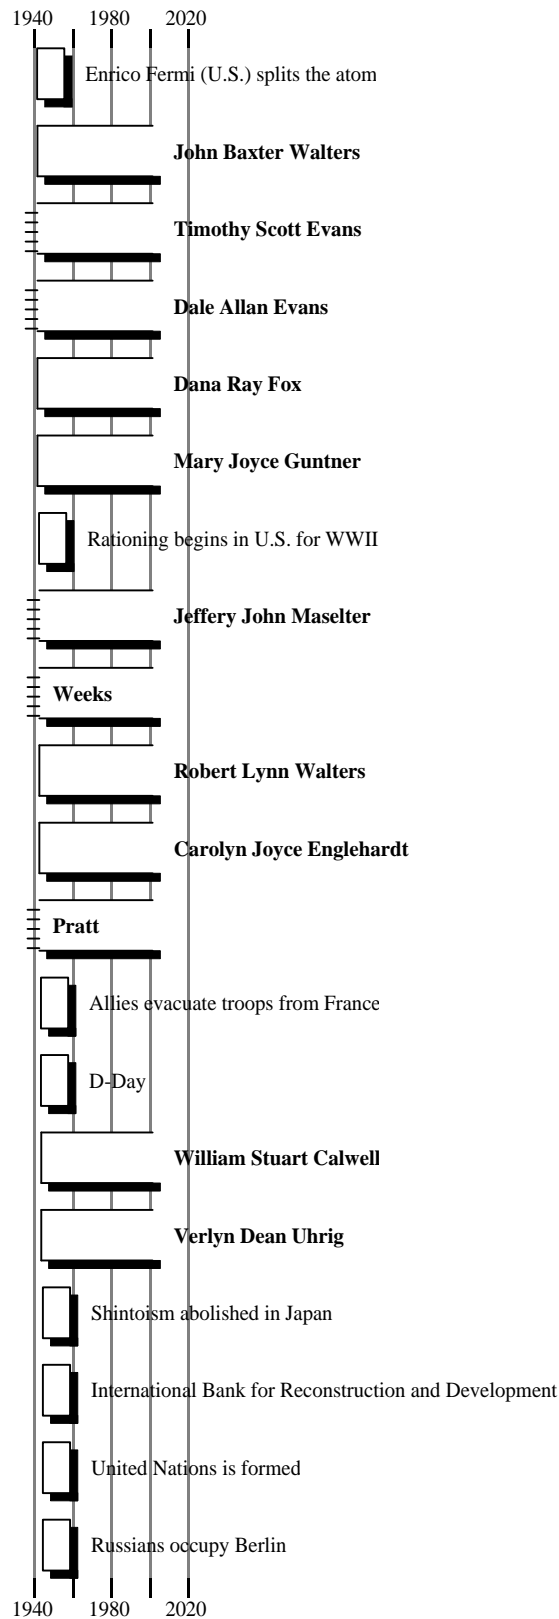 1940 1980 2020
Enrico Fermi (U.S.) splits the atom
John Baxter Walters
Timothy Scott Evans
Dale Allan Evans
Dana Ray Fox
Mary Joyce Guntner
Rationing begins in U.S. for WWII
Jeffery John Maselter
Weeks
Robert Lynn Walters
Carolyn Joyce Englehardt
Pratt
Allies evacuate troops from France
D-Day
William Stuart Calwell
Verlyn Dean Uhrig
Shintoism abolished in Japan
International Bank for Reconstruction and Development
United Nations is formed
Russians occupy Berlin
1940 1980 2020